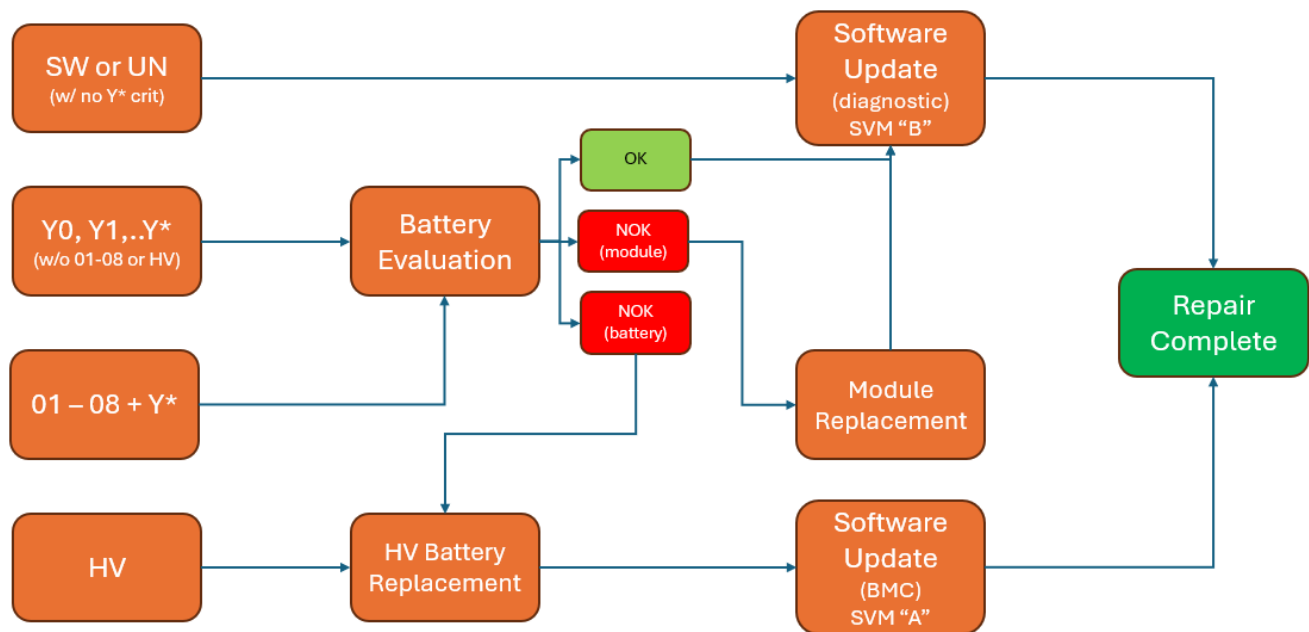 SW or UN
(w/ no Y* crit)
Software
Update
(diagnostic)
SVM “B”
OK
Y0, Y1,..Y*
(w/o 01-08 or HV)
Battery
Evaluation
NOK
(module)
NOK
(battery)
Repair
Complete
01 – 08 + Y*
Module
Replacement
HV
HV Battery
Replacement
Software
Update
(BMC)
SVM “A”